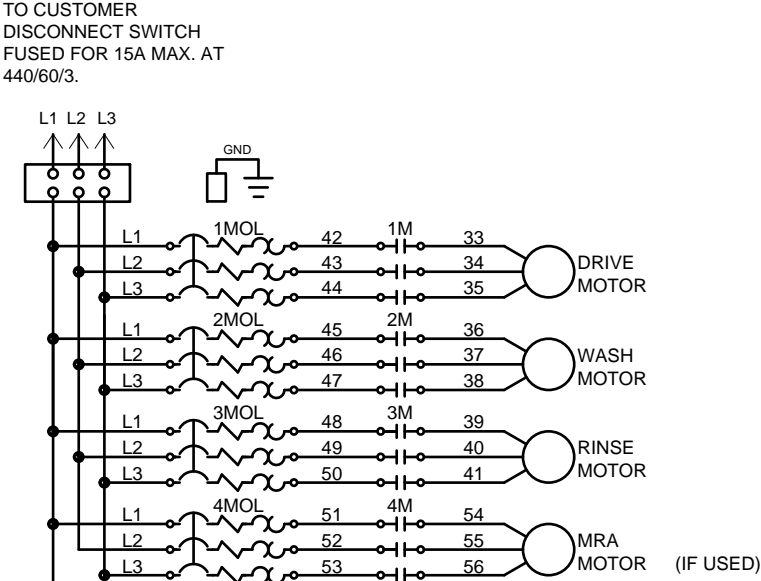 TO CUSTOMER
DISCONNECT SWITCH
FUSED FOR 15A MAX. AT
440/60/3.
L1 L2 L3
GND
1MOL 1M
L1 42 33
L2 43 34 DRIVE
L3 44 35 MOTOR
2MOL 2M
L1 45 36
L2 46 37 WASH
L3 47 38 MOTOR
3MOL 3M
L1 48 39
L2 49 40 RINSE
L3 50 41 MOTOR
4MOL 4M
L1 51 54
L2 52 55 MRA
L3 53 56 MOTOR (IF USED)